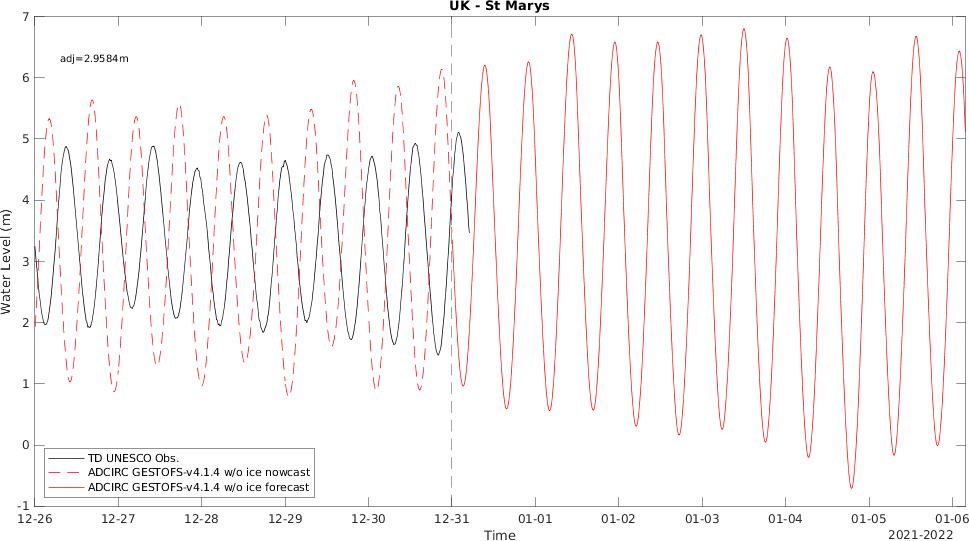 UK - St Marys
adj=2.9584m
Water Level (m)
7
6
5
4
3
2
1
0
-1
TD UNESCO Obs.
ADCIRC GESTOFS-v4.1.4 w/o ice nowcast
ADCIRC GESTOFS-v4.1.4 w/o ice forecast
12-26 12-27 12-28 12-29 12-30 12-31 01-01 01-02 01-03 01-04 01-05 01-06
Time
2021-2022